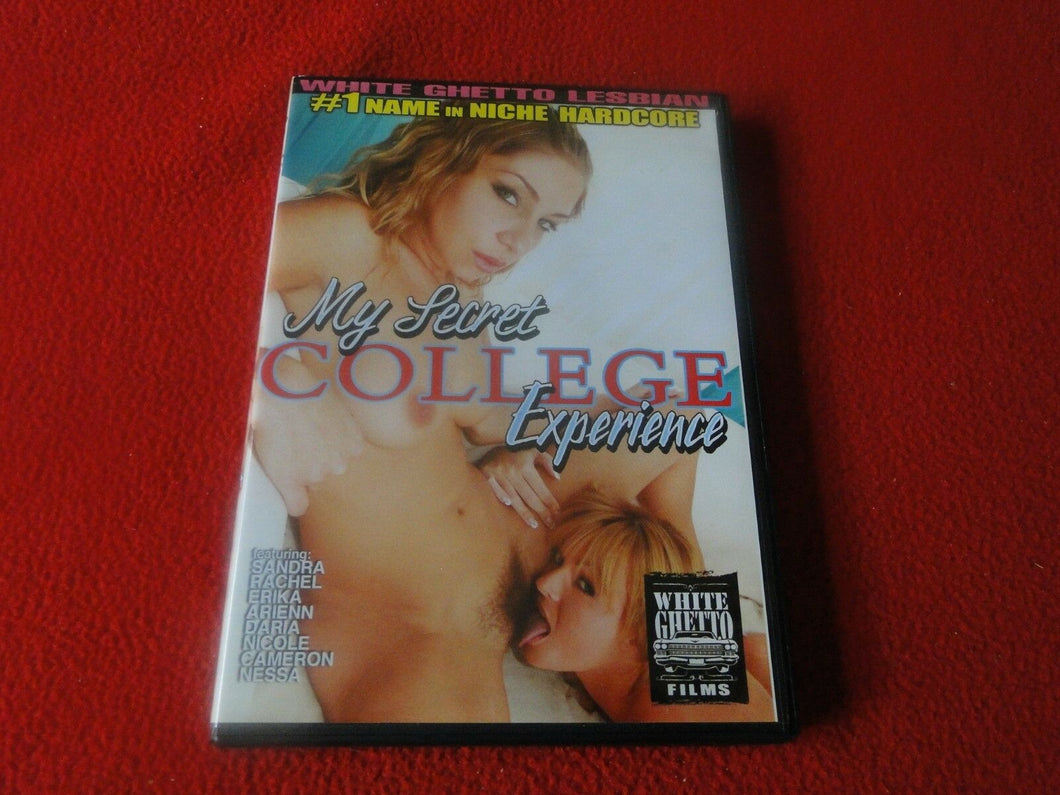 WHITE GHETTO LESBIAN
#1 NAME IN NICHE HARDCORE
My Secret
COLLEGE
Experience
featuring:
SANDRA
RACHEL
ERIKA
ARIENN
DARIA
NICOLE
CAMERON
NESSA
WHITE
GHETTO
FILMS